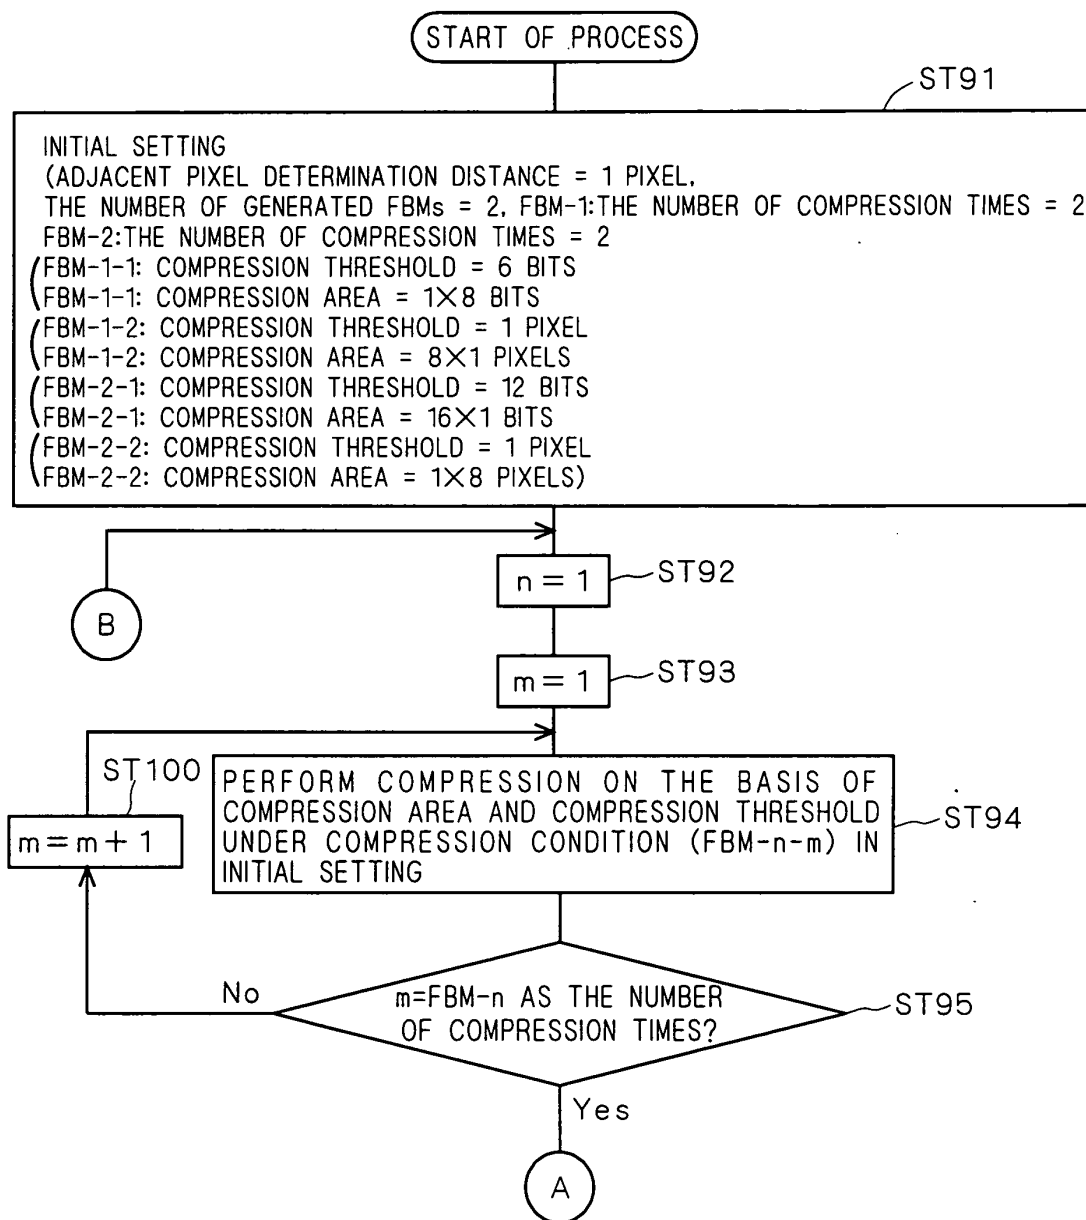 START OF PROCESS
ST91
INITIAL SETTING
(ADJACENT PIXEL DETERMINATION DISTANCE = 1 PIXEL,
THE NUMBER OF GENERATED FBMs = 2, FBM-1:THE NUMBER OF COMPRESSION TIMES = 2
FBM-2:THE NUMBER OF COMPRESSION TIMES = 2
(FBM-1-1: COMPRESSION THRESHOLD = 6 BITS
FBM-1-1: COMPRESSION AREA = 1×8 BITS
(FBM-1-2: COMPRESSION THRESHOLD = 1 PIXEL
FBM-1-2: COMPRESSION AREA = 8×1 PIXELS
(FBM-2-1: COMPRESSION THRESHOLD = 12 BITS
FBM-2-1: COMPRESSION AREA = 16×1 BITS
(FBM-2-2: COMPRESSION THRESHOLD = 1 PIXEL
FBM-2-2: COMPRESSION AREA = 1×8 PIXELS)
B
n = 1
ST92
m = 1
ST93
ST100
m=m+1
PERFORM COMPRESSION ON THE BASIS OF
COMPRESSION AREA AND COMPRESSION THRESHOLD
UNDER COMPRESSION CONDITION (FBM-n-m) IN
INITIAL SETTING
ST94
No
m=FBM-n AS THE NUMBER
OF COMPRESSION TIMES?
ST95
Yes
A